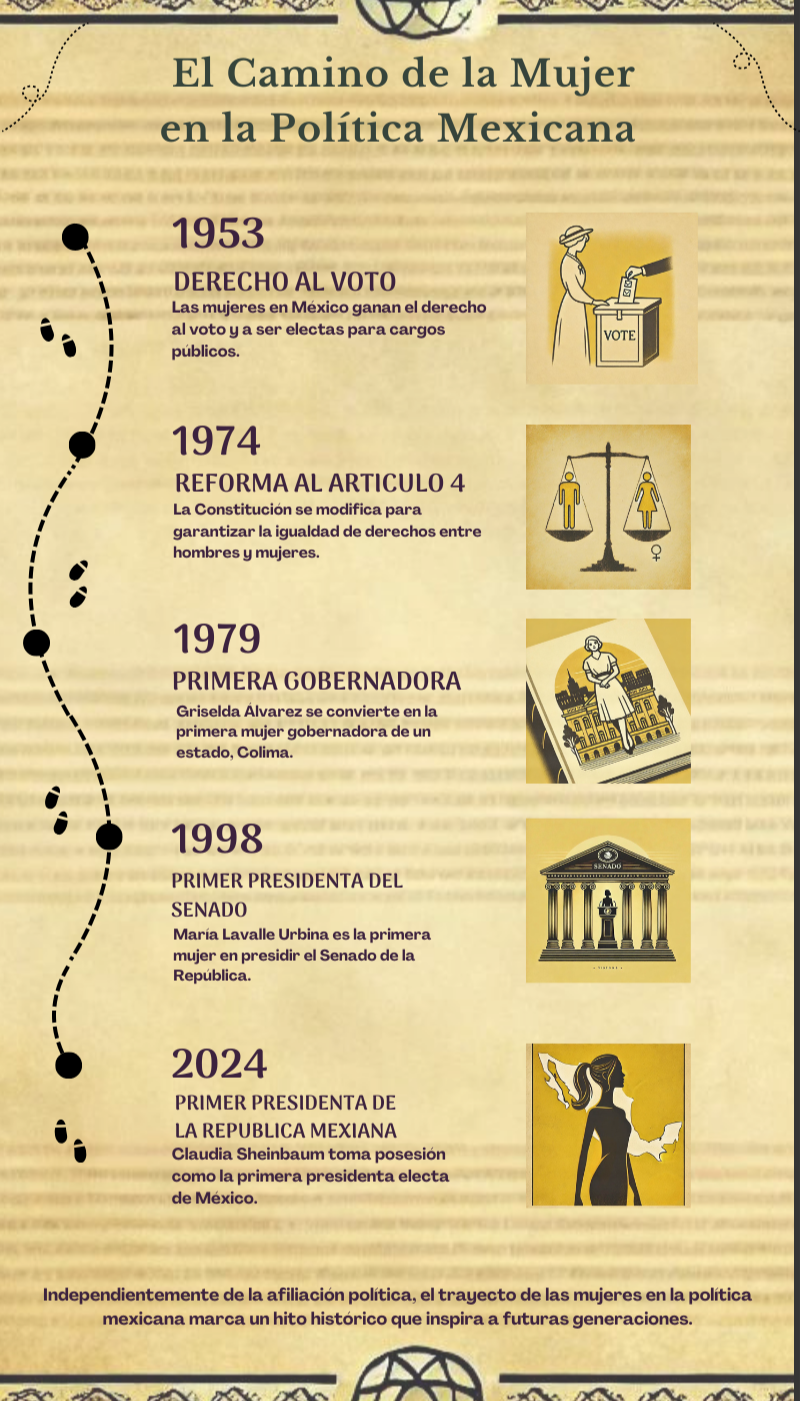 El Camino de la Mujer
en la Política Mexicana
1953
DERECHO AL VOTO
Las mujeres en México ganan el derecho
al voto y a ser electas para cargos
públicos.
VOTE
1974
REFORMA AL ARTICULO 4
La Constitución se modifica para
garantizar la igualdad de derechos entre
hombres y mujeres.
1979
PRIMERA GOBERNADORA
Griselda Álvarez se convierte en la
primera mujer gobernadora de un
estado, Colima.
1998
PRIMER PRESIDENTA DEL
SENADO
María Lavalle Urbina es la primera
mujer en presidir el Senado de la
República.
SENADO
2024
PRIMER PRESIDENTA DE
LA REPUBLICA MEXIANA
Claudia Sheinbaum toma posesión
como la primera presidenta electa
de México.
Independientemente de la afiliación política, el trayecto de las mujeres en la política
mexicana marca un hito histórico que inspira a futuras generaciones.